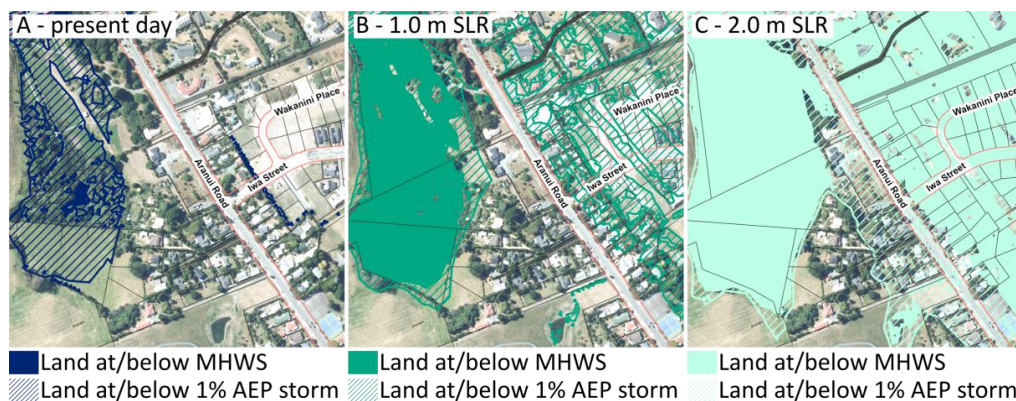 A - present day
B - 1.0 m SLR
C - 2.0 m SLR
Wakanini Place
Iwa Street
Aranui Road
Wakanini Place
Iwa Street
Aranui Road
Wakanini Place
Iwa Street
Aranui Road
Land at/below MHWS
Land at/below MHWS
Land at/below MHWS
Land at/below 1% AEP storm
Land at/below 1% AEP storm
Land at/below 1% AEP storm